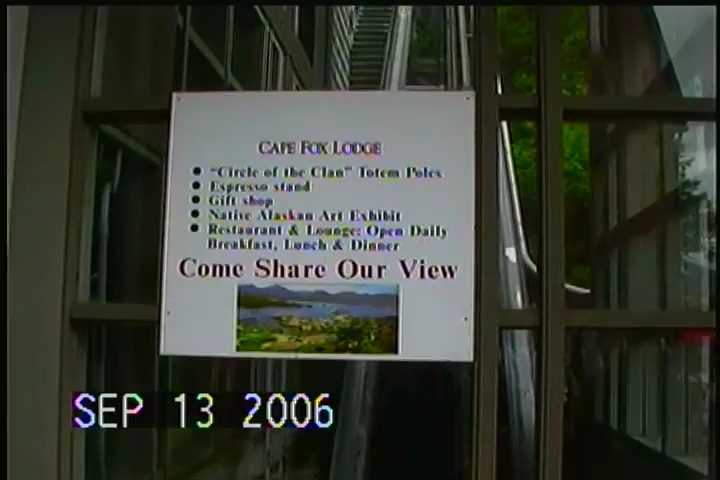 CAPE FOX LODGE
● "Circle of the Clan" Totem Poles
● Espresso stand
● Gift shop
● Native Alaskan Art Exhibit
● Restaurant & Lounge: Open Daily
Breakfast, Lunch & Dinner
Come Share Our View
SEP 13 2006